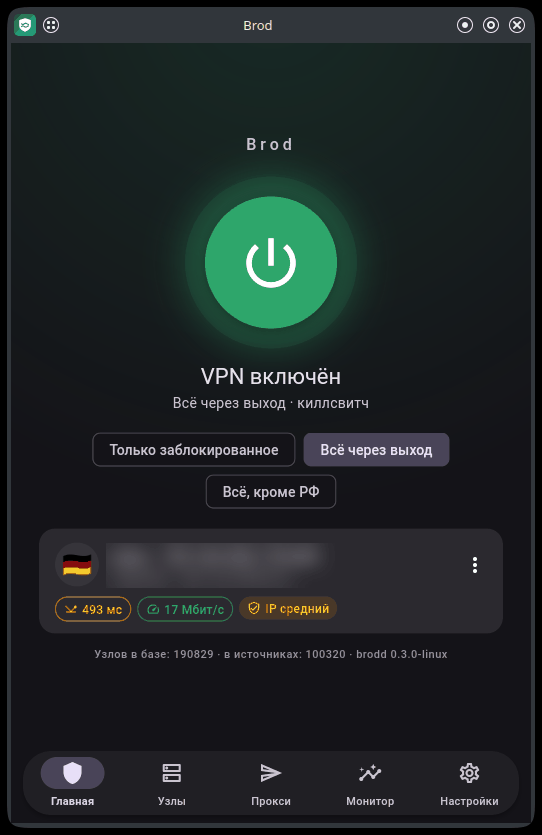 Brod
Brod
VPN включён
Всё через выход · киллсвитч
Только заблокированное
Всё через выход
Всё, кроме РФ
493 мс
17 Мбит/с
IP средний
Узлов в базе: 190829 · в источниках: 100320 · brodd 0.3.0-linux
Главная
Узлы
Прокси
Монитор
Настройки